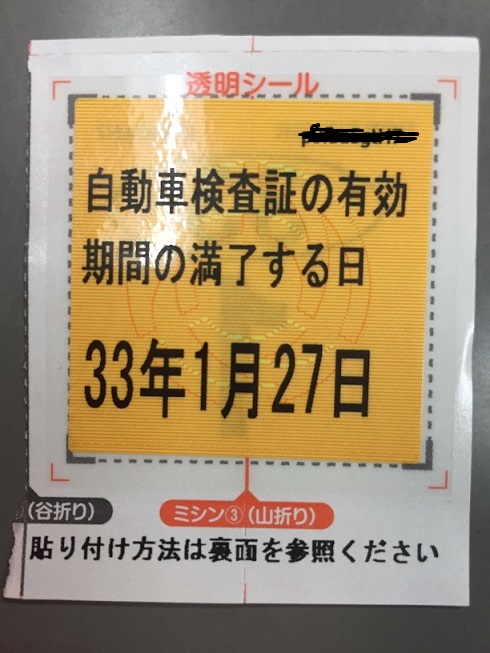 透明シール
自動車検査証の有効
期間の満了する日
33年1月27日
(谷折り)
ミシン③(山折り)
貼り付け方法は裏面を参照ください